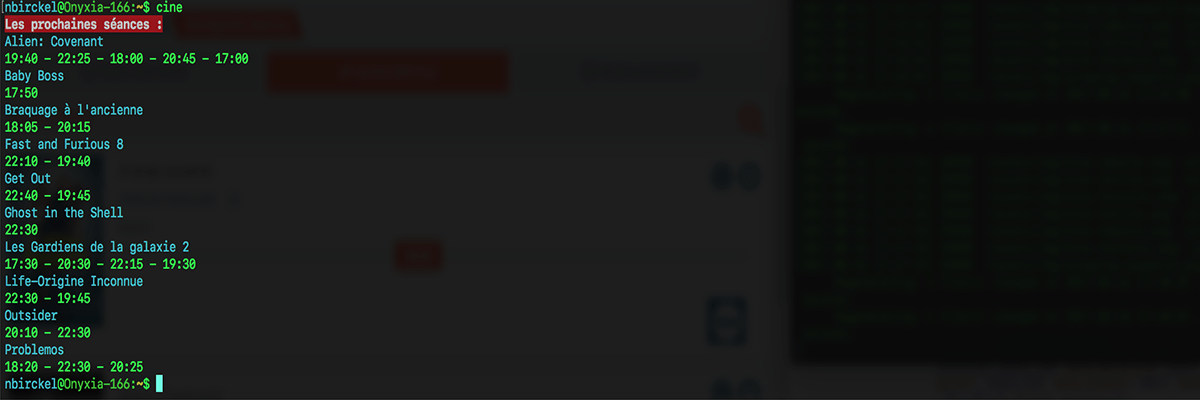 nbirckel@Onyxia-166:~$ cine
Les prochaines séances :
Alien: Covenant
19:40 - 22:25 - 18:00 - 20:45 - 17:00
Baby Boss
17:50
Braquage à l'ancienne
18:05 - 20:15
Fast and Furious 8
22:10 - 19:40
Get Out
22:40 - 19:45
Ghost in the Shell
22:30
Les Gardiens de la galaxie 2
17:30 - 20:30 - 22:15 - 19:30
Life-Origine Inconnue
22:30 - 19:45
Outsider
20:10 - 22:30
Problemos
18:20 - 22:30 - 20:25
nbirckel@Onyxia-166:~$